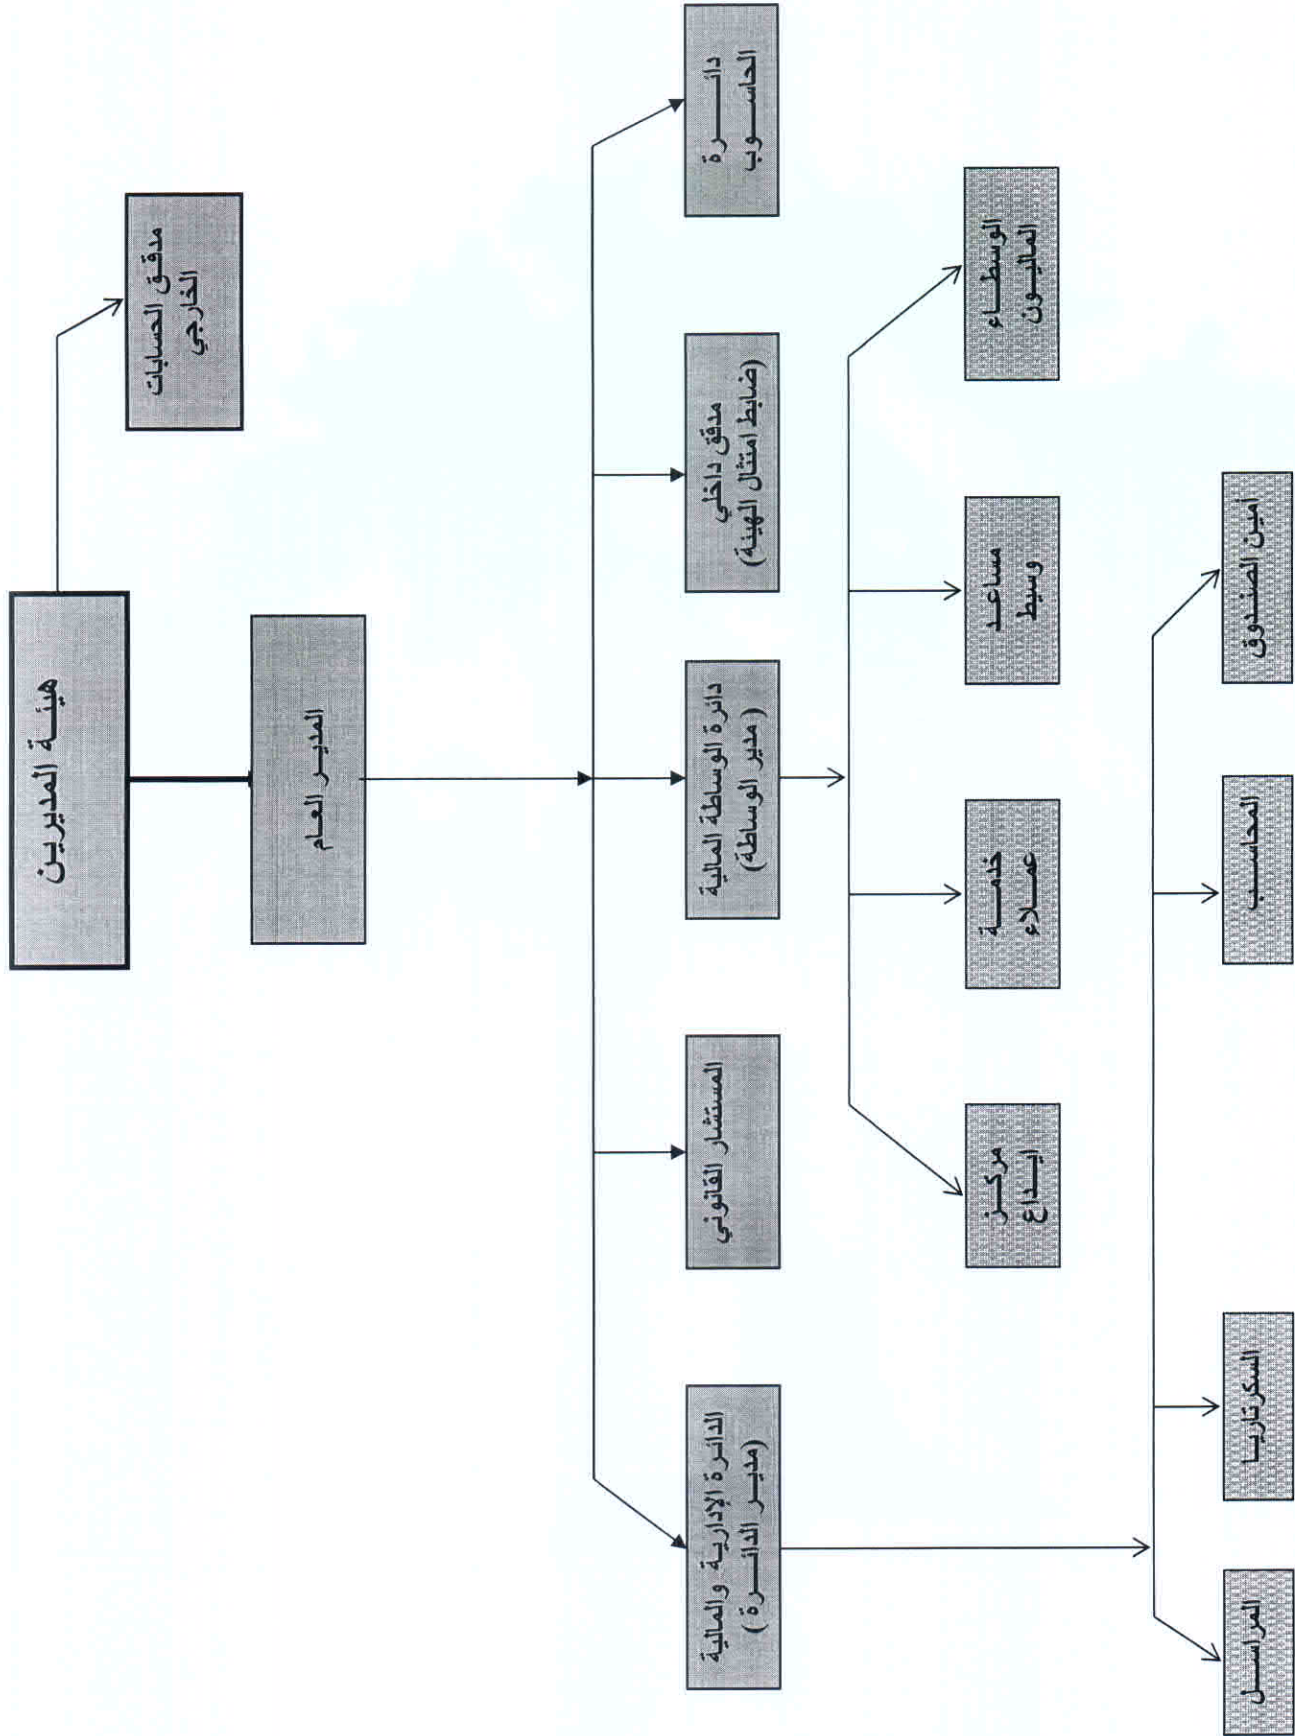 هيئة المديرين
مدقق الحسابات
الخارجي
المدير العام
دائرة
الحاسوب
مدقق داخلي
(ضابط امتثال الهيئة)
دائرة الوساطة المالية
(مدير الوساطة)
المستشار القانوني
الدائرة الإدارية والمالية
(مدير الدائرة)
الوسطاء
الماليون
مساعد
وسيط
خدمة
عملاء
مركز
ايداع
أمين الصندوق
المحاسب
السكرتاريا
المراسل